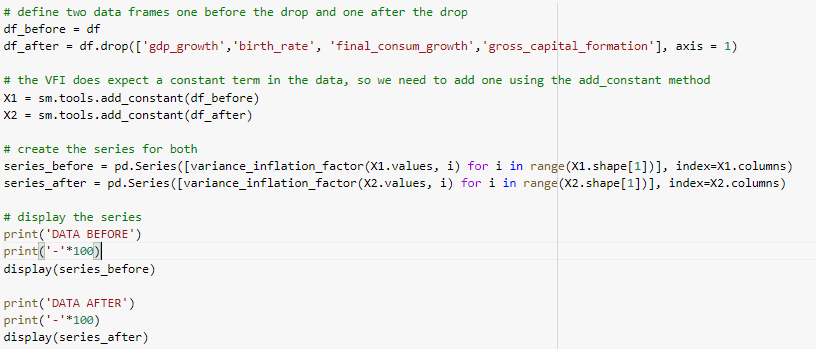 # define two data frames one before the drop and one after the drop
df_before = df
df_after = df.drop(['gdp_growth','birth_rate', 'final_consum_growth','gross_capital_formation'], axis = 1)
# the VFI does expect a constant term in the data, so we need to add one using the add_constant method
X1 = sm.tools.add_constant(df_before)
X2 = sm.tools.add_constant(df_after)
# create the series for both
series_before = pd.Series([variance_inflation_factor(X1.values, i) for i in range(X1.shape[1])], index=X1.columns)
series_after = pd.Series([variance_inflation_factor(X2.values, i) for i in range(X2.shape[1])], index=X2.columns)
# display the series
print('DATA BEFORE')
print('-'*100)
display(series_before)
print('DATA AFTER')
print('-'*100)
display(series_after)